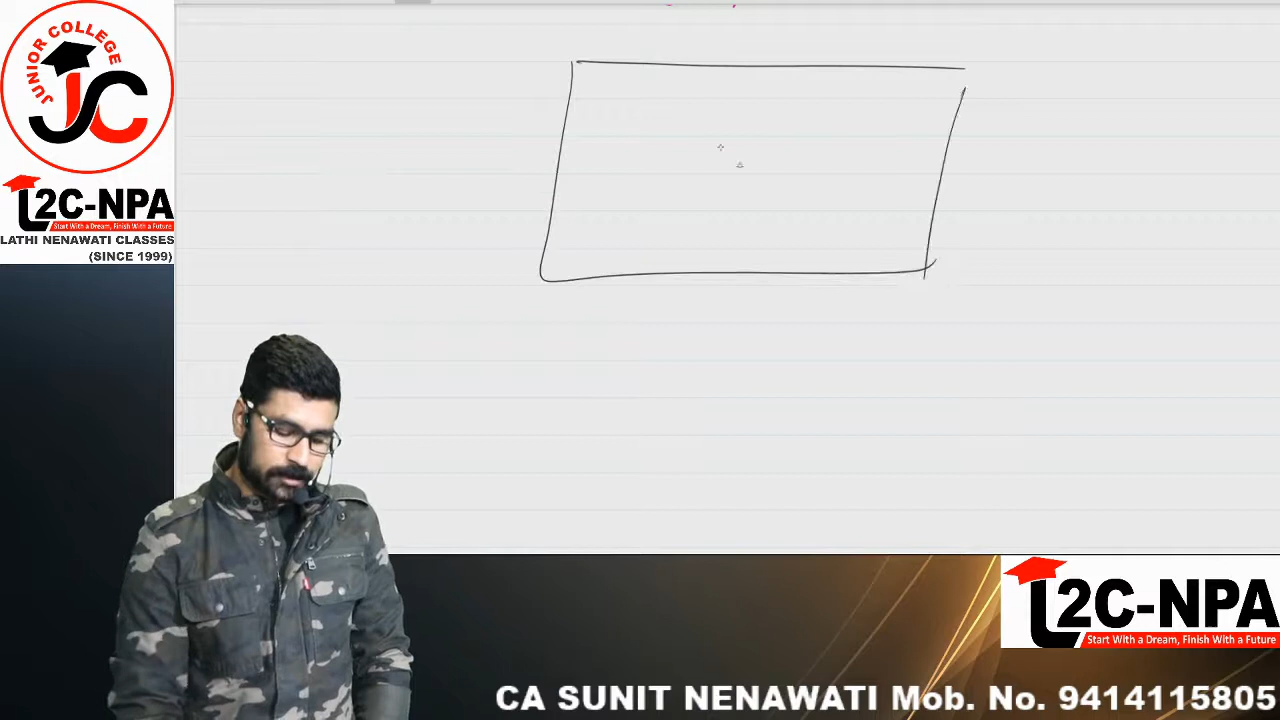 JUNIOR COLLEGE
JC
L2C-NPA
Start With a Dream, Finish With a Future
LATHI NENAWATI CLASSES
(SINCE 1999)
L2C-NPA
Start With a Dream, Finish With a Future
CA SUNIT NENAWATI Mob. No. 9414115805